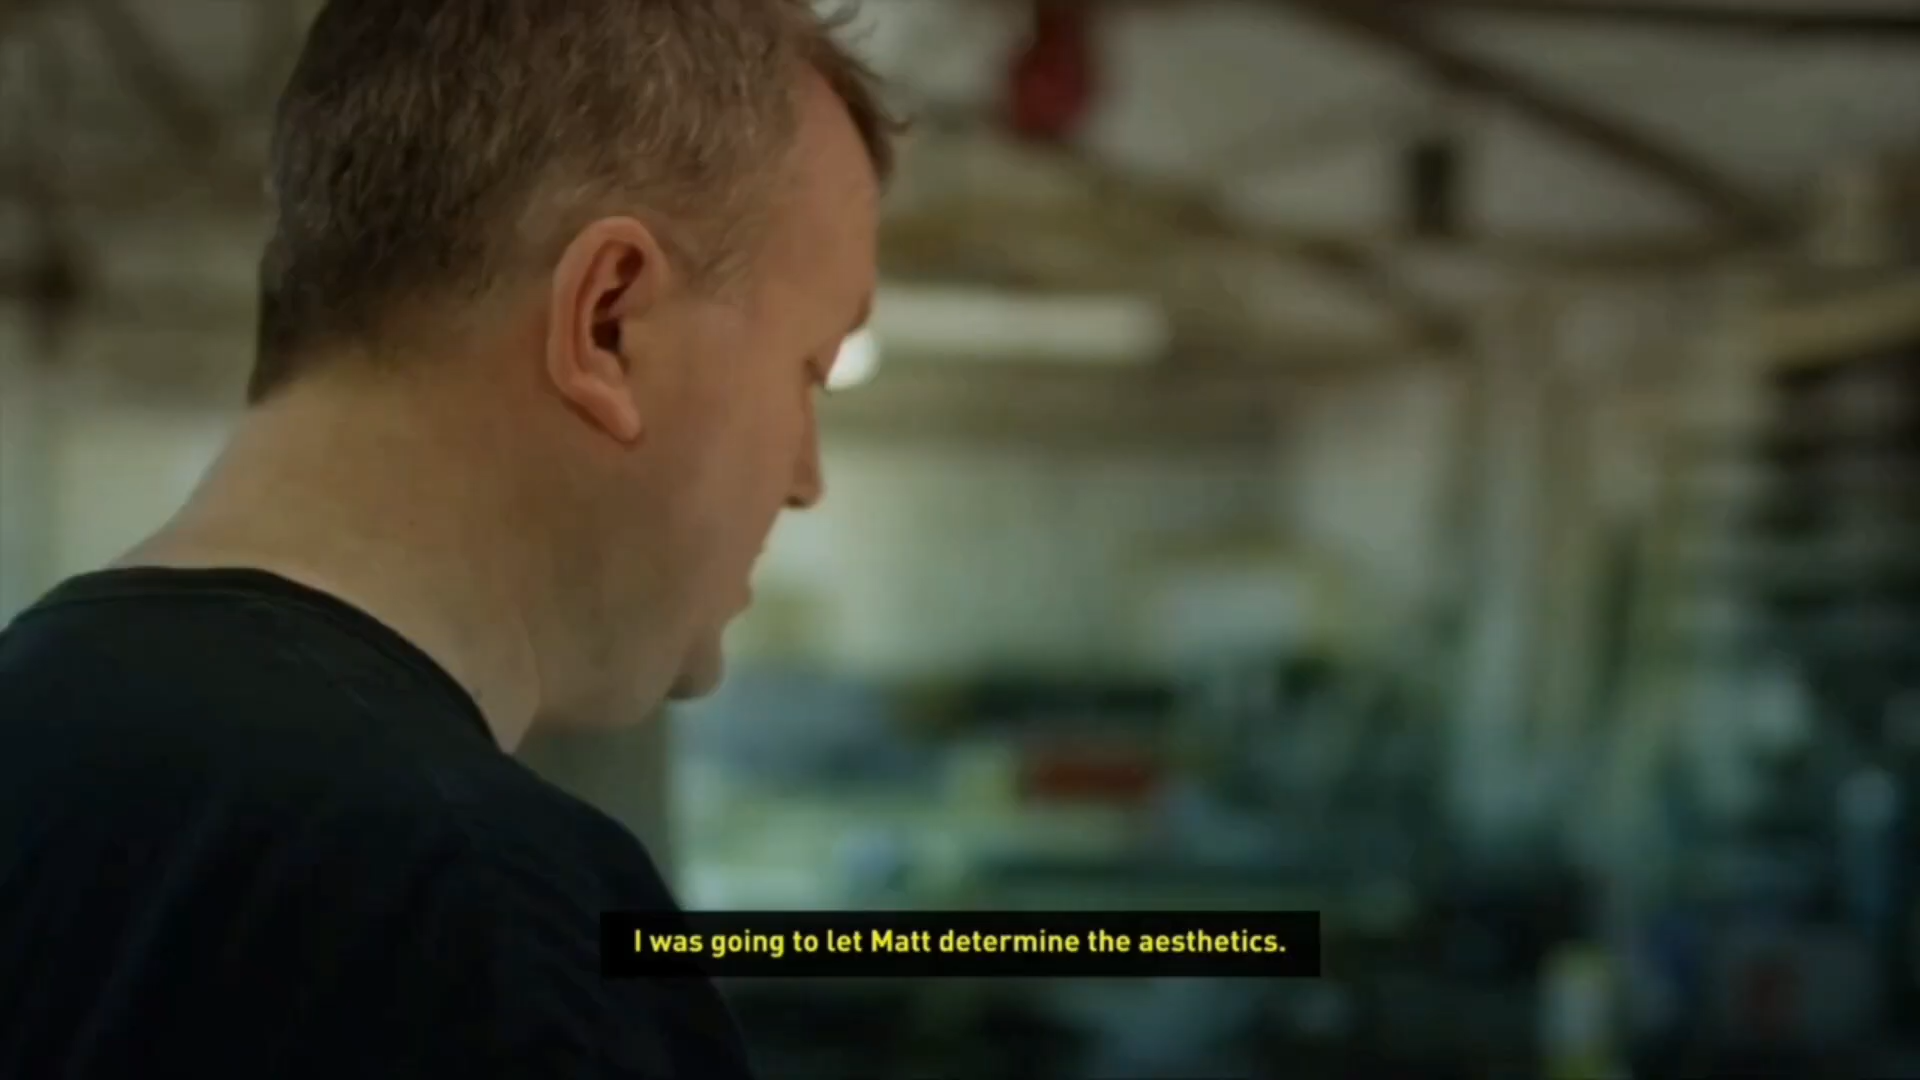 I was going to let Matt determine the aesthetics.